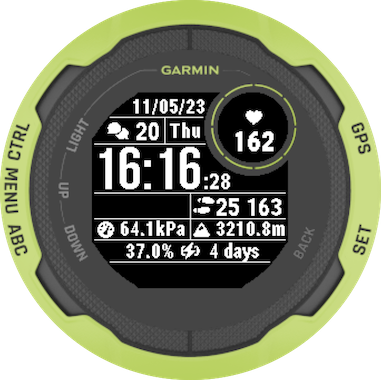 GARMIN
CTRL
MENU
ABC
LIGHT
UP
DOWN
GPS
SET
BACK
11/05/23
20 Thu
162
16:16:28
25 163
64.1kPa 3210.8m
37.0% 4 days